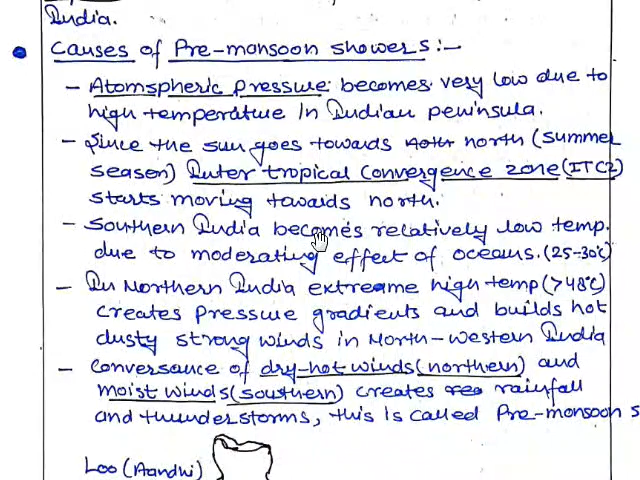 India.
Causes of Pre-monsoon showers:-
- Atomspheric pressure becomes very low due to
high temperature in Indian peninsula.
- Since the sun goes towards noth north (summer
season) Inter tropical convergence zone (ITCZ)
starts moving towards north.
- Southern India becomes relatively low temp.
due to moderating effect of oceans. (25-30°C)
- In Northern India extreame high temp (>48°C)
creates pressure gradients and builds hot
dusty strong winds in North-western India
- Conversance of dry-hot winds (northern) and
moist winds (southern) creates rainfall
and thunderstorms, this is called Pre-monsoon s
Loo (Aandhi)